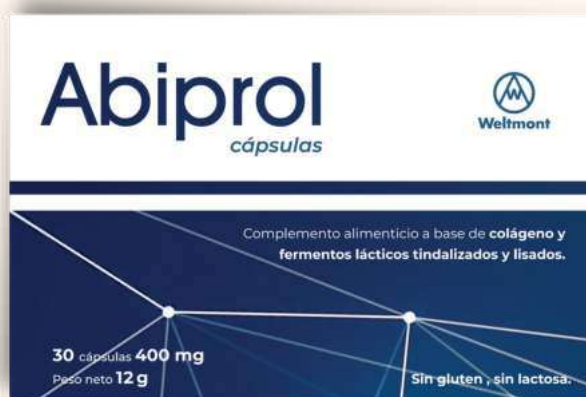 Abiprol
cápsulas
Weltmont
Complemento alimenticio a base de colágeno y
fermentos lácticos tindalizados y lisados.
30 cápsulas 400 mg
Peso neto 12 g
Sin gluten , sin lactosa.